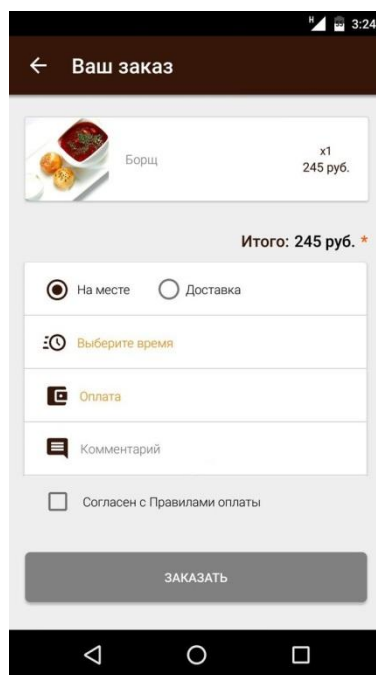 H 3:24
Ваш заказ
Борщ
x1
245 руб.
Итого: 245 руб. *
На месте Доставка
Выберите время
Оплата
Комментарий
Согласен с Правилами оплаты
ЗАКАЗАТЬ